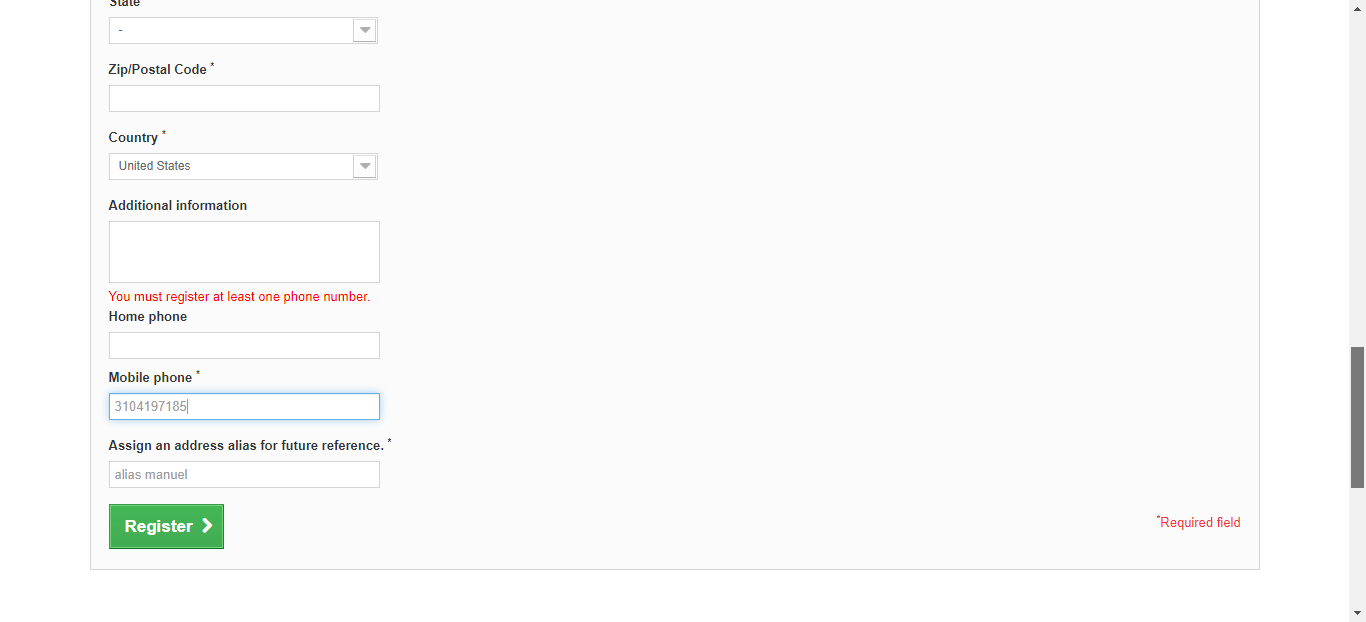 State
-
Zip/Postal Code *
Country *
United States
Additional information
You must register at least one phone number.
Home phone
Mobile phone *
3104197185
Assign an address alias for future reference. *
alias manuel
Register
*Required field